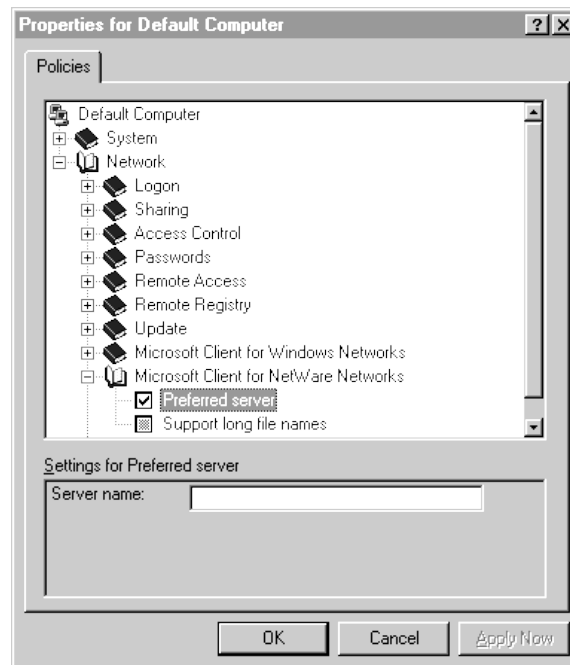 Properties for Default Computer
Policies
Default Computer
System
Network
Logon
Sharing
Access Control
Passwords
Remote Access
Remote Registry
Update
Microsoft Client for Windows Networks
Microsoft Client for NetWare Networks
Preferred server
Support long file names
Settings for Preferred server
Server name:
OK Cancel Apply Now